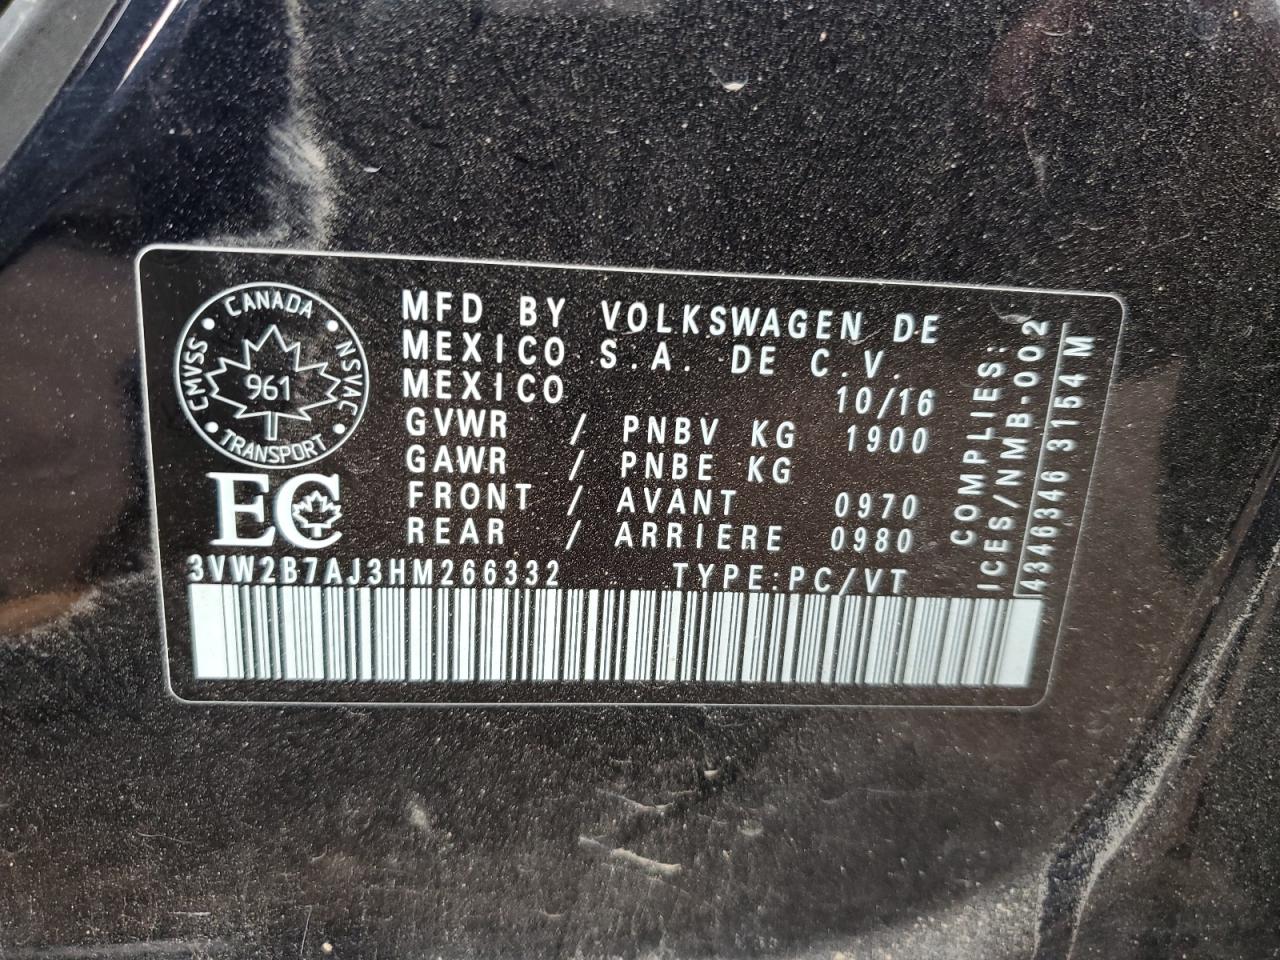 CANADA
CMVSS
NSVAC
961
TRANSPORT
EC
MFD BY VOLKSWAGEN DE
MEXICO S.A. DE C.V.
MEXICO 10/16
GVWR / PNBV KG 1900
GAWR / PNBE KG
FRONT / AVANT 0970
REAR / ARRIERE 0980
3VW2B7AJ3HM266332 TYPE:PC/VT
COMPLIES:
ICES/NMB-002
4346346 3154 M